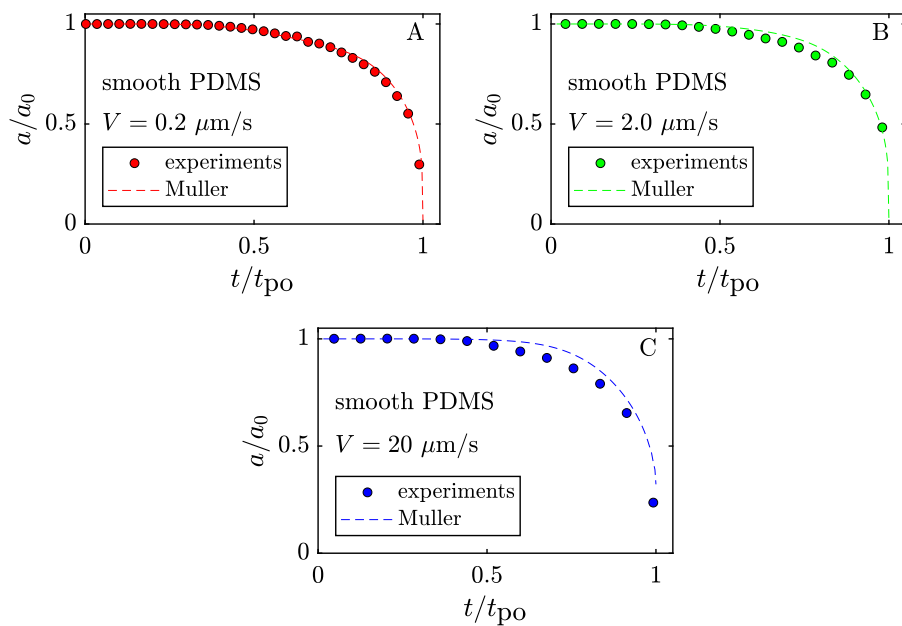 A
1
0.5
0
a/a₀
smooth PDMS
V = 0.2 μm/s
experiments
Muller
0 0.5 1
t/tpo
B
1
0.5
0
a/a₀
smooth PDMS
V = 2.0 μm/s
experiments
Muller
0 0.5 1
t/tpo
C
1
0.5
0
a/a₀
smooth PDMS
V = 20 μm/s
experiments
Muller
0 0.5 1
t/tpo